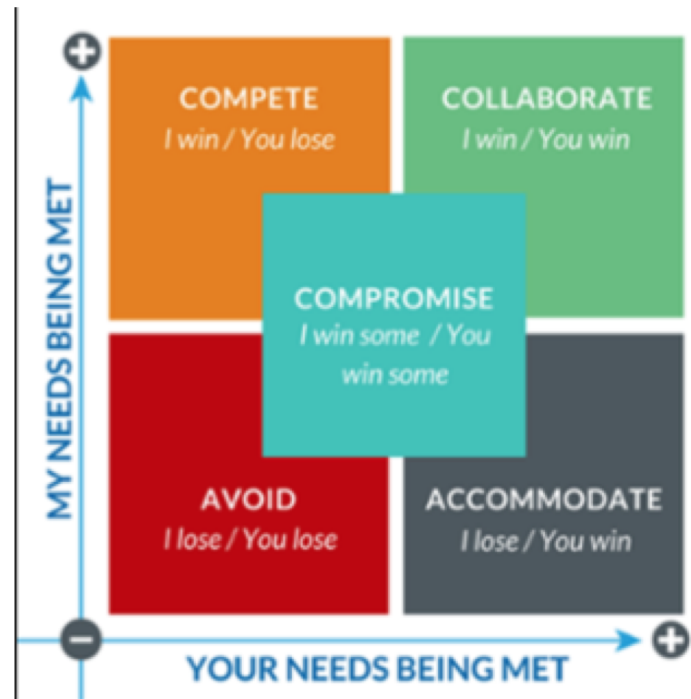 COMPETE
I win / You lose
COLLABORATE
I win / You win
MY NEEDS BEING MET
COMPROMISE
I win some / You
win some
AVOID
I lose / You lose
ACCOMMODATE
I lose / You win
YOUR NEEDS BEING MET